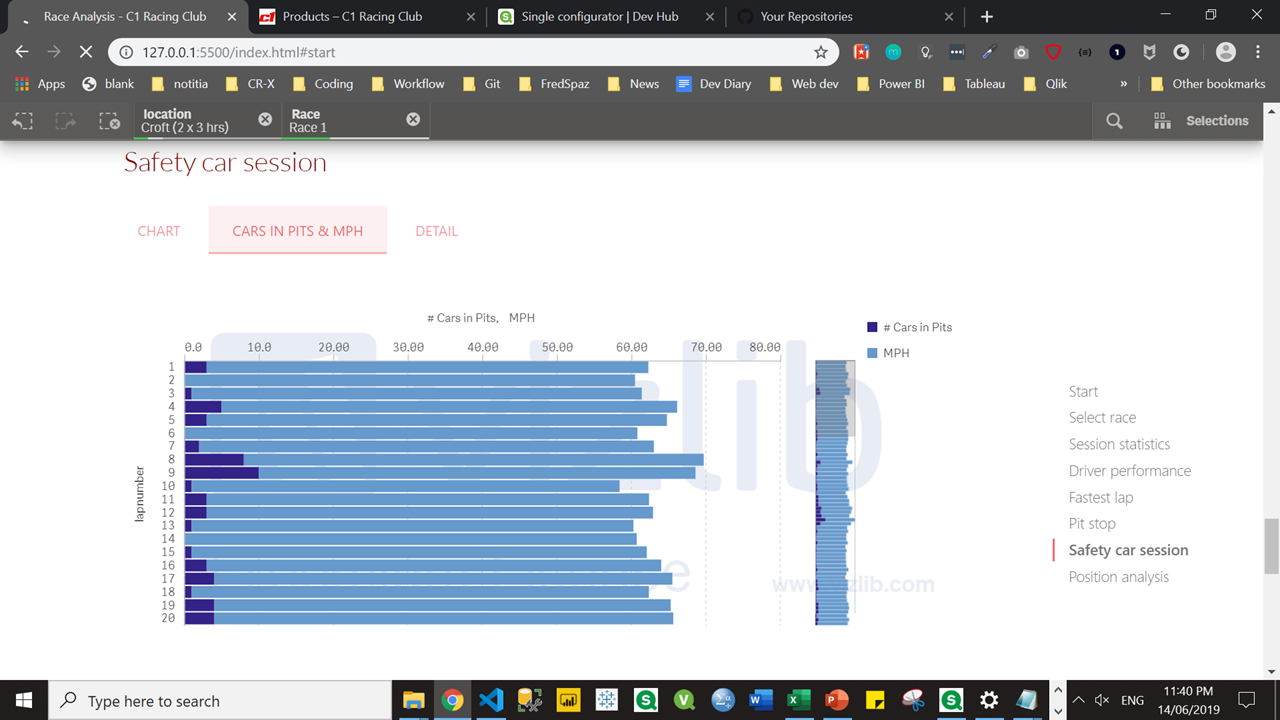 Race Analysis – C1 Racing Club
Products – C1 Racing Club
Single configurator | Dev Hub
Your Repositories
127.0.0.1:5500/index.html#start
Apps
blank
notitia
CR-X
Coding
Workflow
Git
FredSpaz
News
Dev Diary
Web dev
Power BI
Tableau
Qlik
»
Other bookmarks
location
Croft (2 x 3 hrs)
Race
Race 1
Selections
Safety car session
CHART
CARS IN PITS & MPH
DETAIL
# Cars in Pits, MPH
0.0 10.0 20.00 30.00 40.00 50.00 60.00 70.00 80.00
lapnumber
1
2
3
4
5
6
7
8
9
10
11
12
13
14
15
16
17
18
19
20
# Cars in Pits
MPH
Start
Select race
Session statistics
Driver performance
Fastest lap
Pit stop
Safety car session
Position analysis
Type here to search
ENG
11:40 PM
14/06/2019